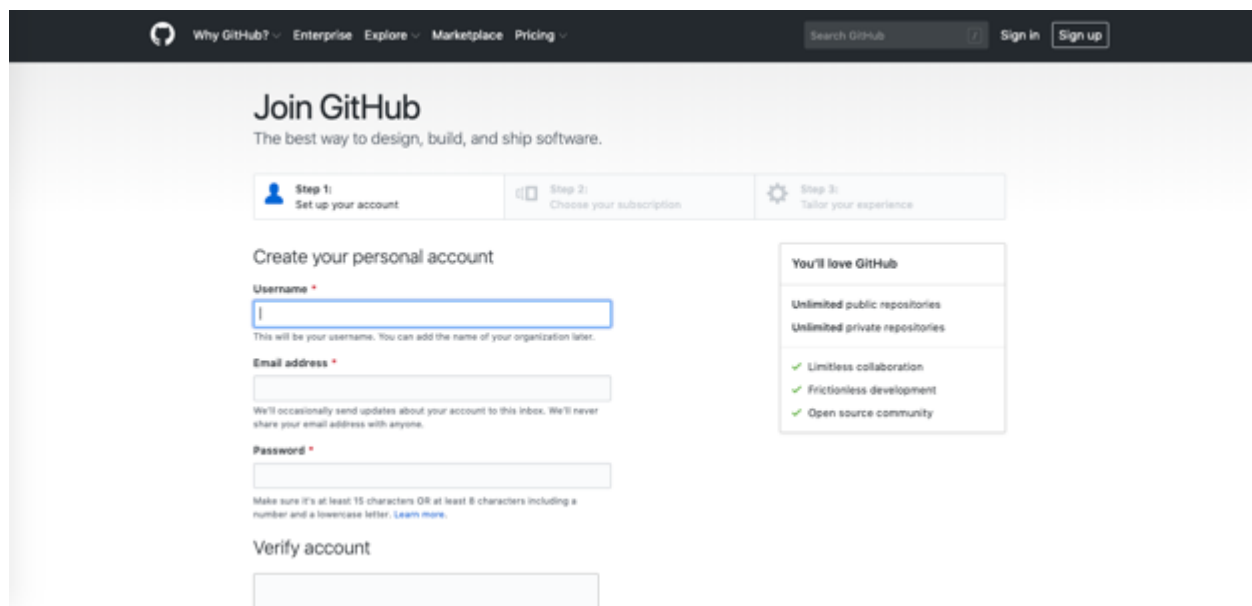 Why GitHub? Enterprise Explore Marketplace Pricing Search GitHub / Sign in Sign up
Join GitHub
The best way to design, build, and ship software.
Step 1:
Set up your account
Step 2:
Choose your subscription
Step 3:
Tailor your experience
Create your personal account
Username *
This will be your username. You can add the name of your organization later.
Email address *
We'll occasionally send updates about your account to this inbox. We'll never
share your email address with anyone.
Password *
Make sure it's at least 15 characters OR at least 8 characters including a
number and a lowercase letter. Learn more.
Verify account
You'll love GitHub
Unlimited public repositories
Unlimited private repositories
✓ Limitless collaboration
✓ Frictionless development
✓ Open source community